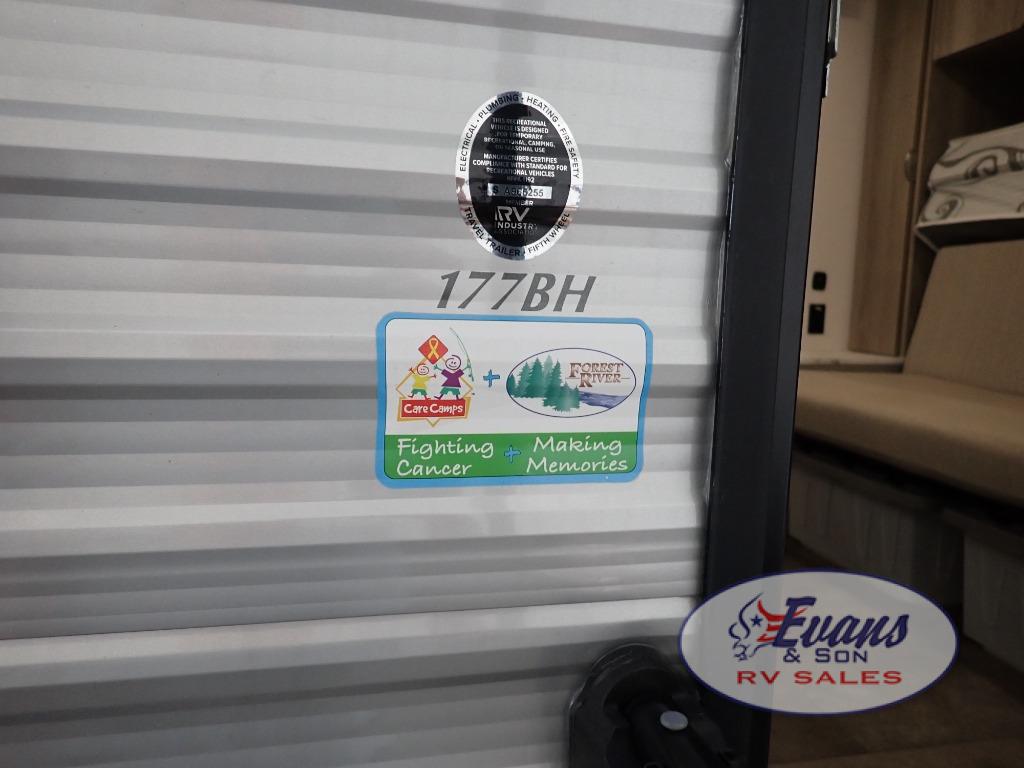 ELECTRICAL · PLUMBING · HEATING · FIRE SAFETY
THIS RECREATIONAL
VEHICLE IS DESIGNED
FOR TEMPORARY
RECREATIONAL, CAMPING,
OR SEASONAL USE
MANUFACTURER CERTIFIES
COMPLIANCE WITH STANDARD FOR
RECREATIONAL VEHICLES
MEMBER
RV
INDUSTRY
ASSOCIATION
TRAVEL TRAILER · FIFTH WHEEL
177BH
Care Camps
+
FOREST
RIVER
Fighting + Making
Cancer Memories
Evans
& SON
RV SALES